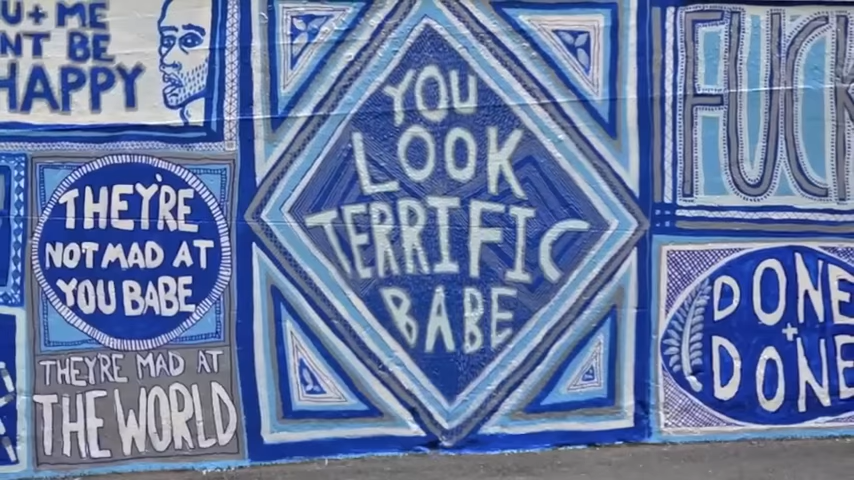 U + ME
NT BE
HAPPY
THEY'RE
NOT MAD AT
YOU BABE
THEY'RE MAD AT
THE WORLD
YOU
LOOK
TERRIFIC
BABE
FUCK
DONE
+
DONE